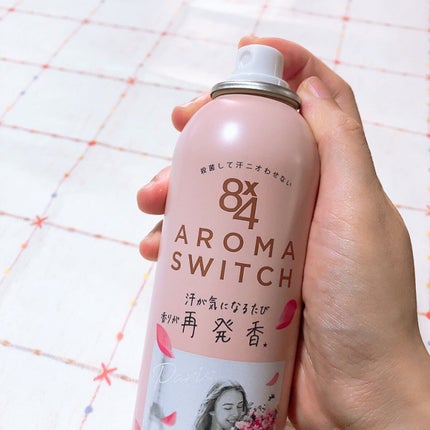 殺菌して汗ニオわせない
8x4
AROMA
SWITCH
汗が気になるたび
香りが再発香。